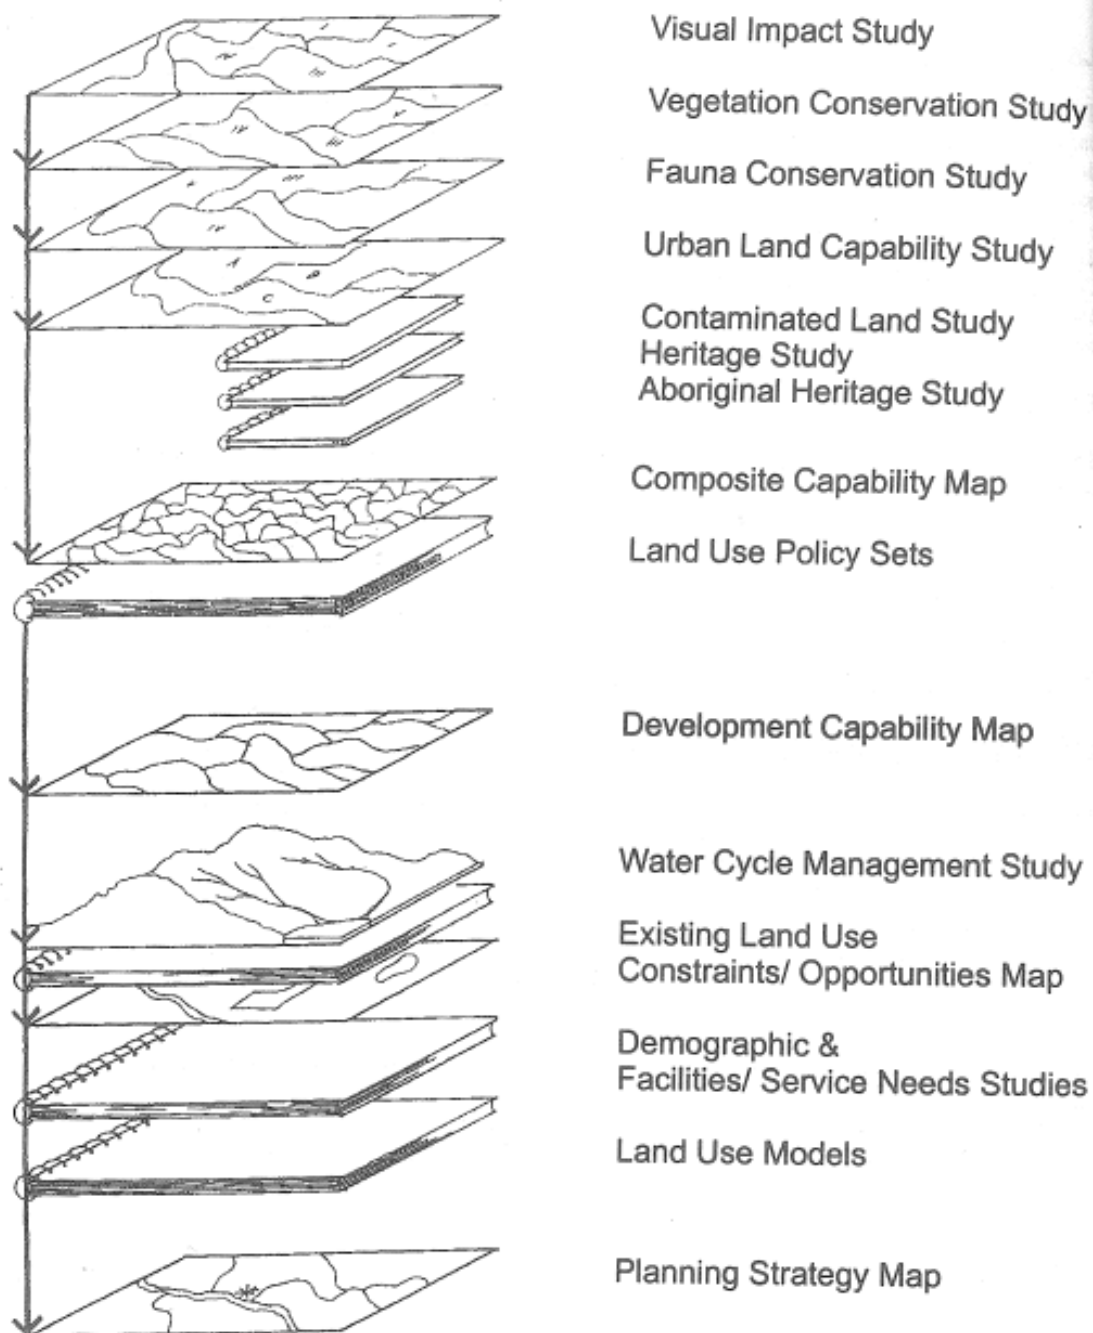 Visual Impact Study
Vegetation Conservation Study
Fauna Conservation Study
Urban Land Capability Study
Contaminated Land Study
Heritage Study
Aboriginal Heritage Study
Composite Capability Map
Land Use Policy Sets
Development Capability Map
Water Cycle Management Study
Existing Land Use
Constraints/ Opportunities Map
Demographic &
Facilities/ Service Needs Studies
Land Use Models
Planning Strategy Map